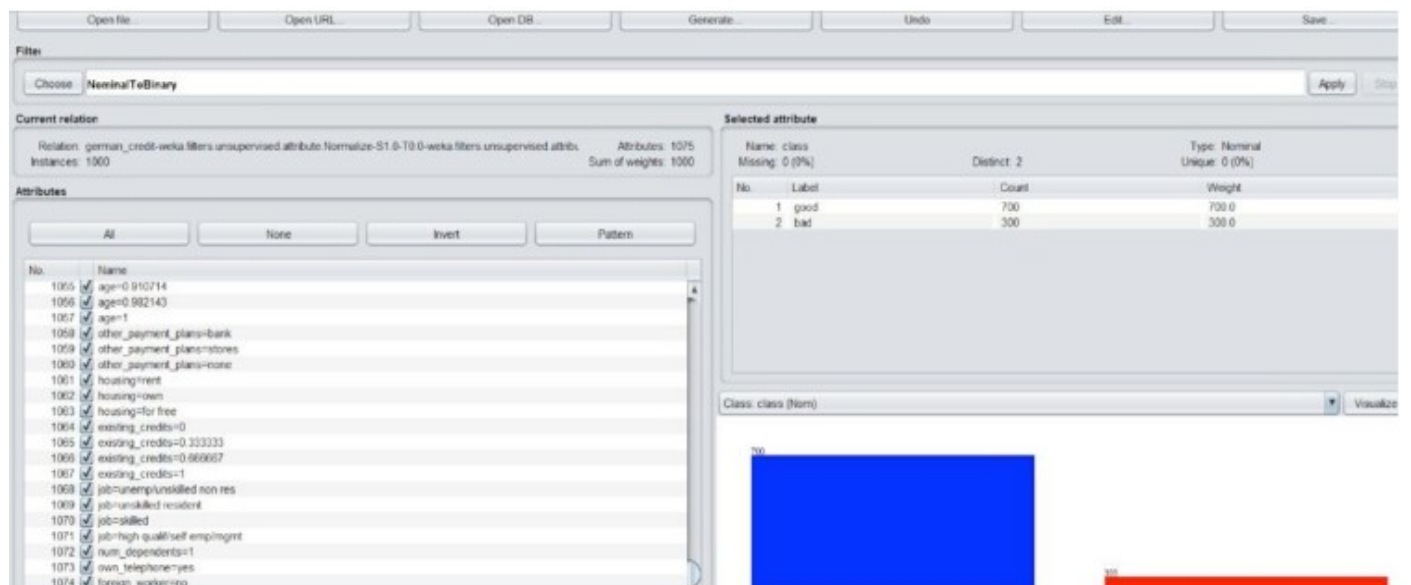 Open file...
Open URL...
Open DB...
Generate...
Undo
Edit...
Save...
Filter
Choose
NominalToBinary
Apply
Stop
Current relation
Relation: german_credit-weka.filters.unsupervised.attribute.Normalize-S1.0-T0.0-weka.filters.unsupervised.attribu.
Attributes: 1075
Instances: 1000
Sum of weights: 1000
Attributes
All
None
Invert
Pattern
No. Name
1055 age=0.910714
1056 age=0.982143
1057 age=1
1058 other_payment_plans=bank
1059 other_payment_plans=stores
1060 other_payment_plans=none
1061 housing=rent
1062 housing=own
1063 housing=for free
1064 existing_credits=0
1065 existing_credits=0.333333
1066 existing_credits=0.666667
1067 existing_credits=1
1068 job=unemp/unskilled non res
1069 job=unskilled resident
1070 job=skilled
1071 job=high qualif/self emp/mgmt
1072 num_dependents=1
1073 own_telephone=yes
1074 foreign_worker=no
Selected attribute
Name: class
Type: Nominal
Missing: 0 (0%)
Distinct: 2
Unique: 0 (0%)
No. Label Count Weight
1 good 700 700.0
2 bad 300 300.0
Class: class (Nom)
Visualize
700
300